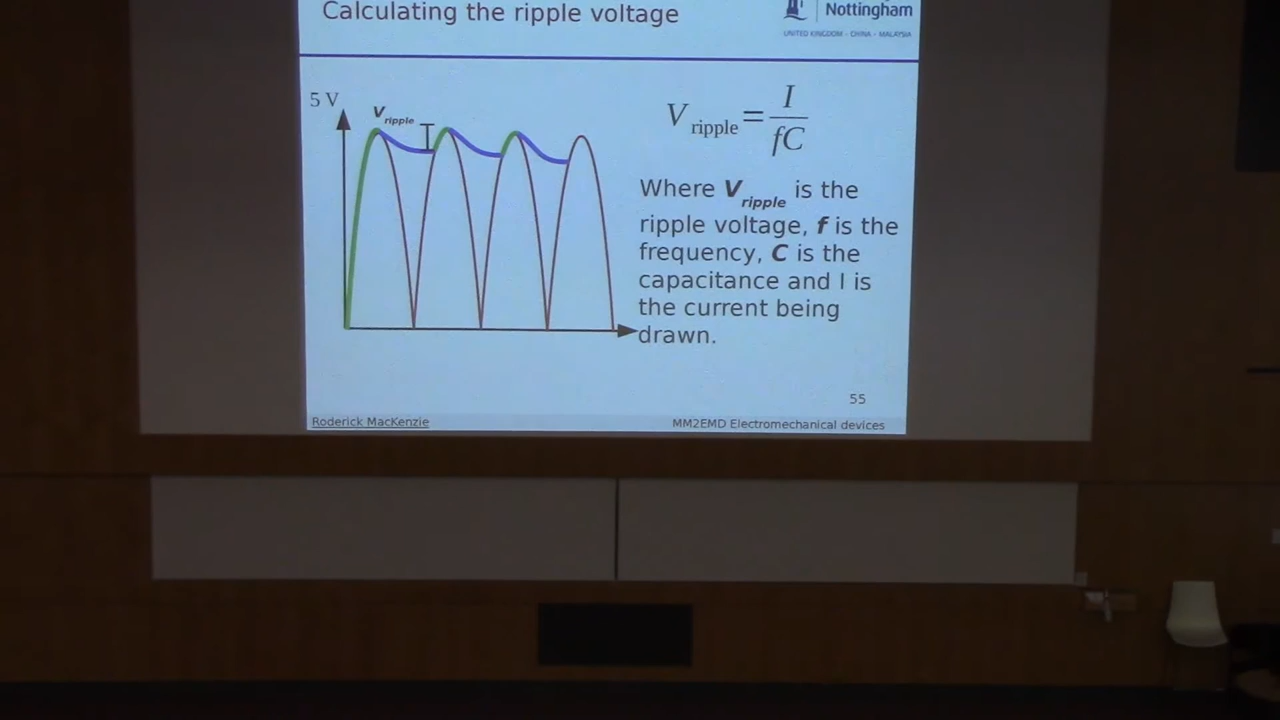 Calculating the ripple voltage
Nottingham
UNITED KINGDOM · CHINA · MALAYSIA
5 V
V ripple
V ripple = I / fC
Where V ripple is the
ripple voltage, f is the
frequency, C is the
capacitance and I is
the current being
drawn.
55
Roderick MacKenzie
MM2EMD Electromechanical devices